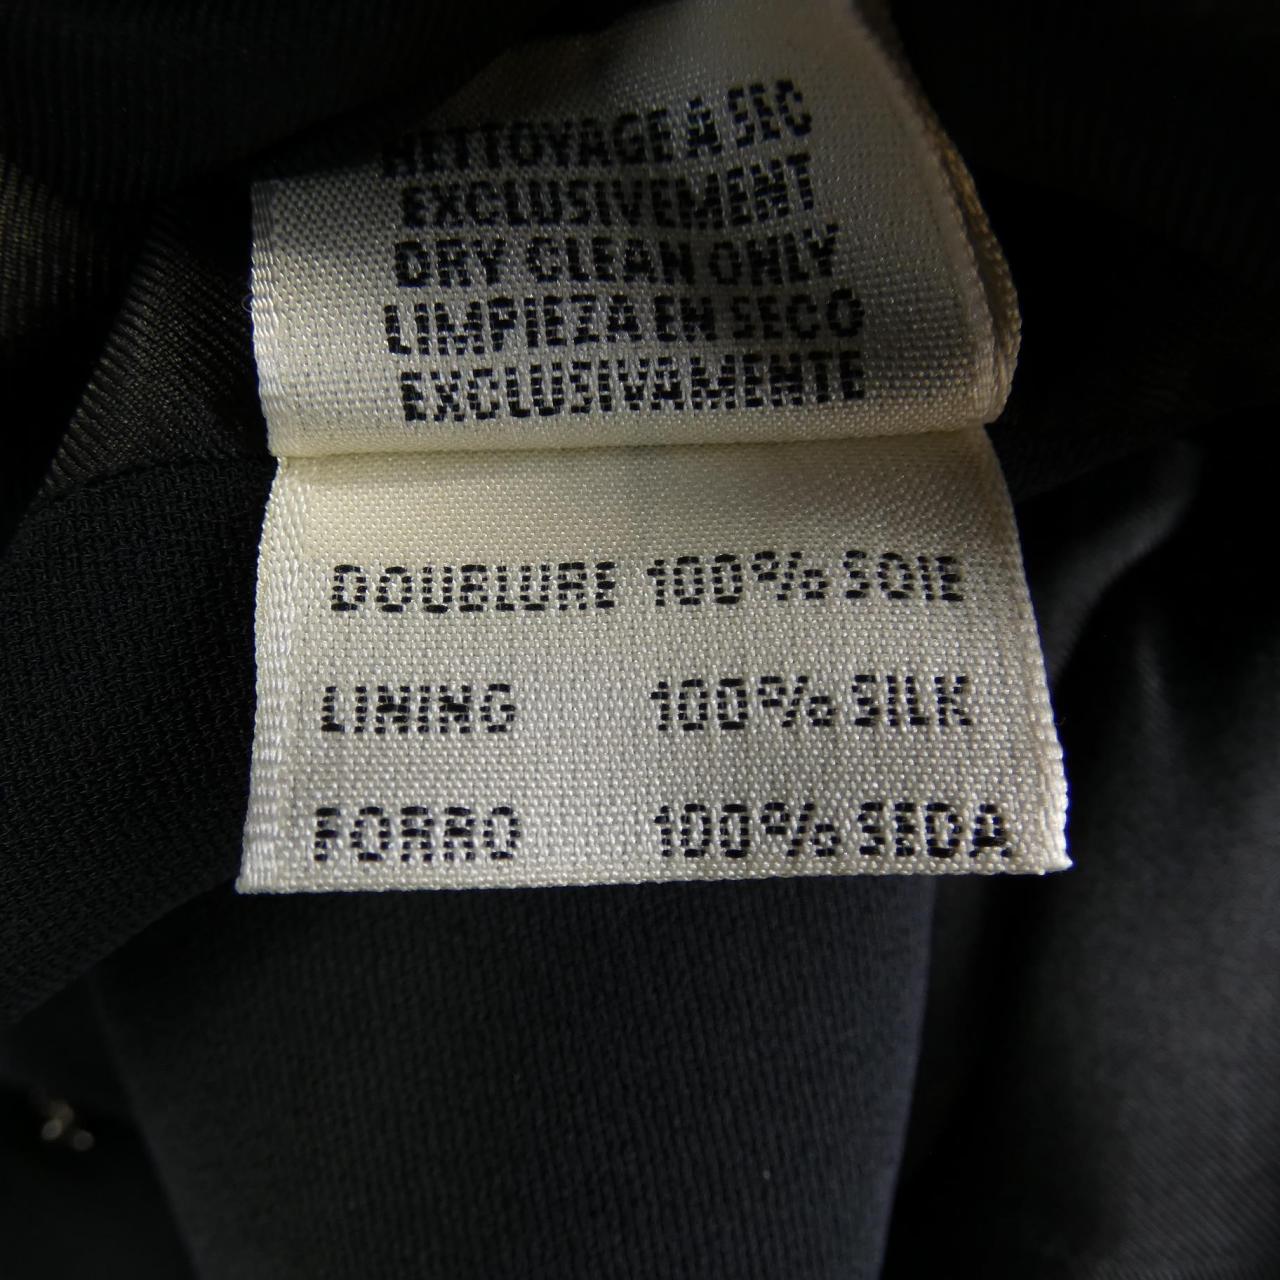 NETTOYAGE A SEC
EXCLUSIVEMENT
DRY CLEAN ONLY
LIMPIEZA EN SECO
EXCLUSIVAMENTE
DOUBLURE 100% SOIE
LINING 100% SILK
FORRO 100% SEDA